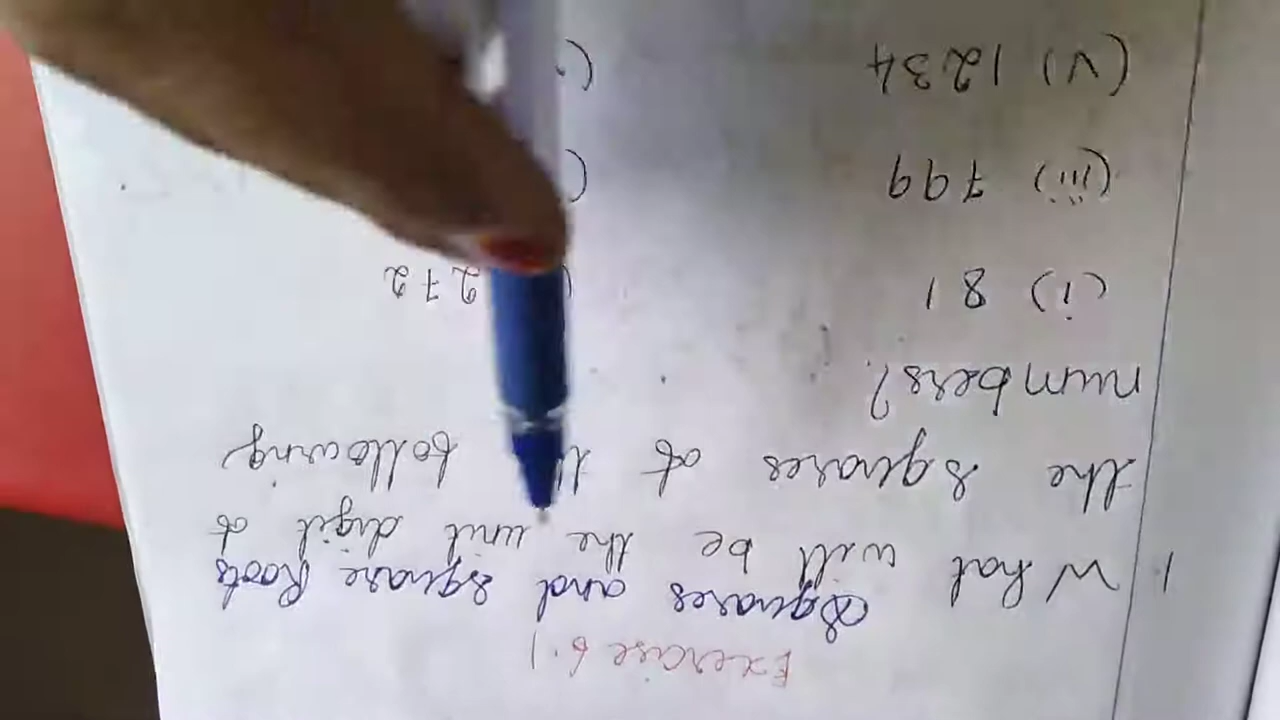 Exercise 6.1
Squares and square Roots
1 What will be the unit digit of
the squares of the following
numbers?
(i) 81 ( 272
(iii) 799 (
(v) 1234 (